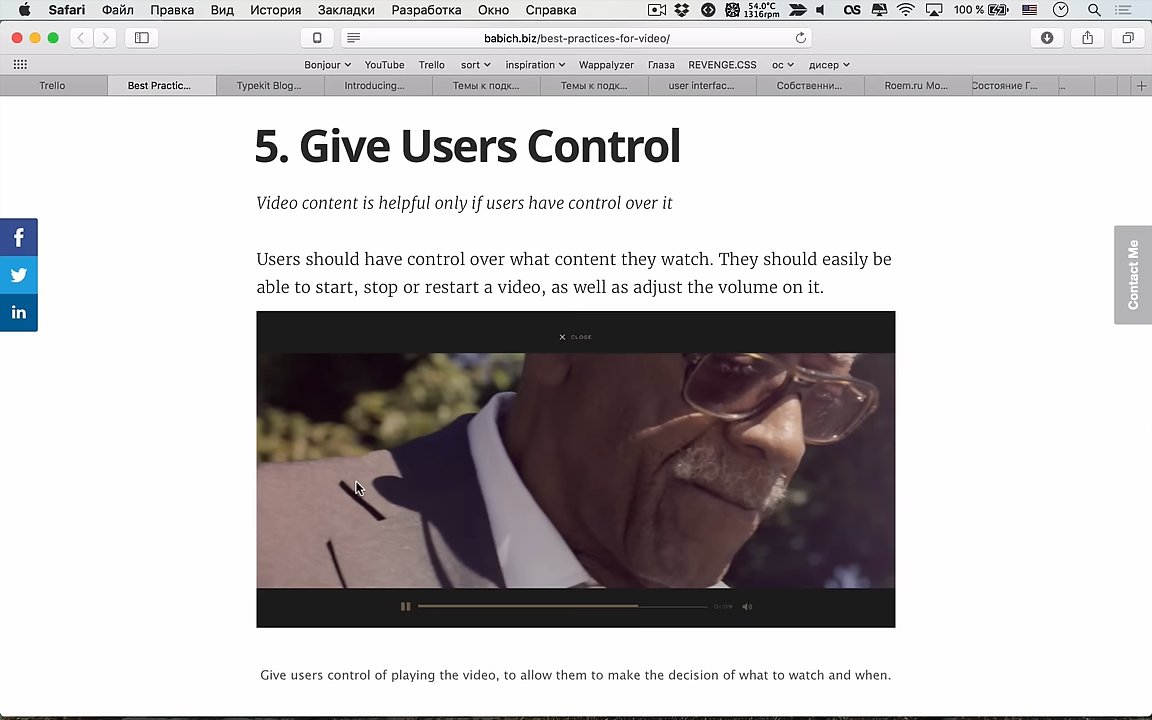 Safari Файл Правка Вид История Закладки Разработка Окно Справка
54.0°C
1316rpm
100 %
babich.biz/best-practices-for-video/
Bonjour YouTube Trello sort inspiration Wappalyzer Глаза REVENGE.CSS ос дисер
Trello Best Practic... Typekit Blog... Introducing... Темы к подк... Темы к подк... user interfac... Собственни... Roem.ru Mo... Состояние Г...
5. Give Users Control
Video content is helpful only if users have control over it
Users should have control over what content they watch. They should easily be
able to start, stop or restart a video, as well as adjust the volume on it.
CLOSE
Give users control of playing the video, to allow them to make the decision of what to watch and when.
Contact Me